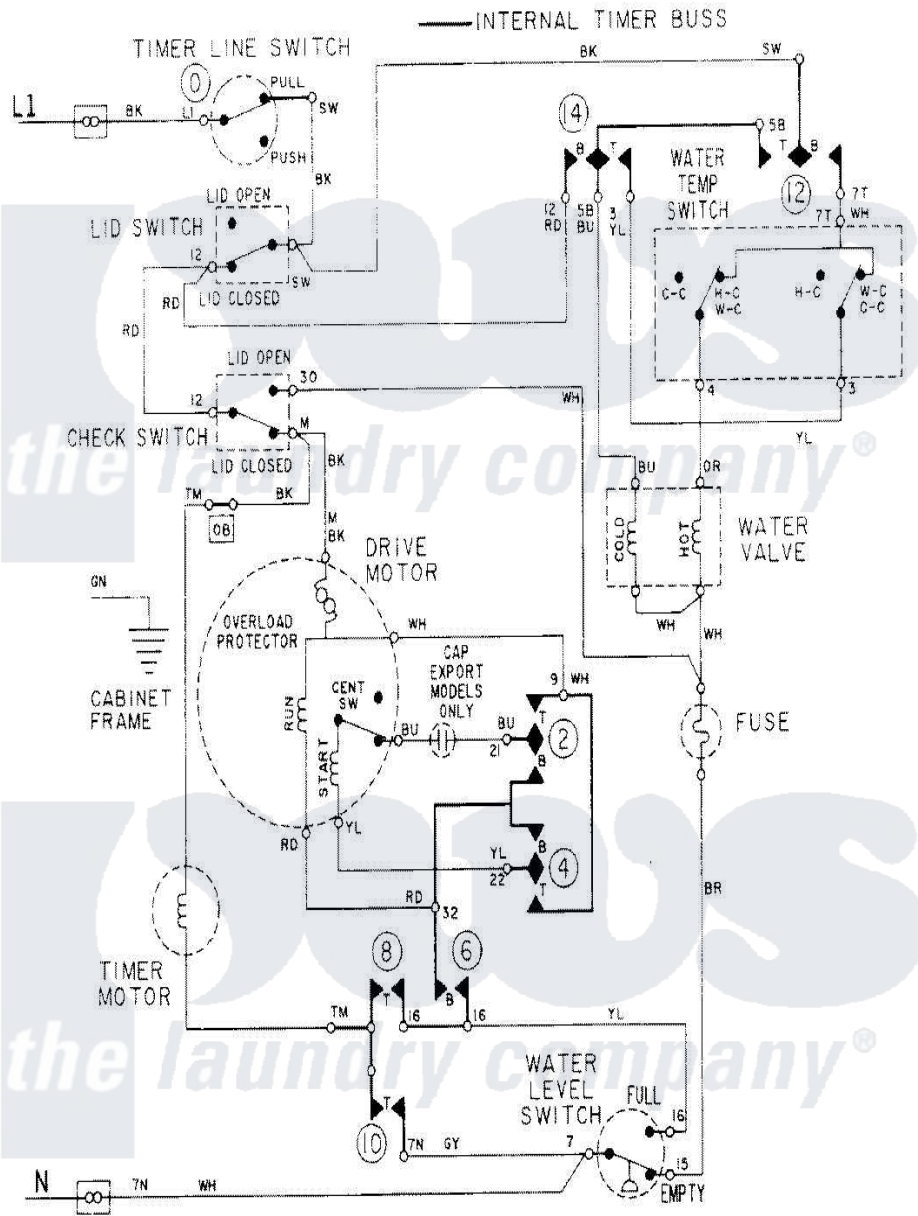 INTERNAL TIMER BUSS
TIMER LINE SWITCH
BK
SW
0
PULL
L1
BK
L1
SW
14
5B
PUSH
B
T
T
B
BK
WATER
TEMP
SWITCH
12
LID OPEN
LID SWITCH
12
RD
5B
BU
3
YL
7T
7T
WH
12
SW
RD
LID CLOSED
C-C
H-C
W-C
H-C
W-C
C-C
RD
LID OPEN
30
4
3
12
WH
M
CHECK SWITCH
YL
BK
LID CLOSED
the laundry company®
BU
OR
TM
BK
OB
M
BK
COLD
HOT
WATER
VALVE
DRIVE
MOTOR
GN
OVERLOAD
PROTECTOR
WH
WH
WH
CAP
EXPORT
MODELS
ONLY
9
WH
CABINET
FRAME
CENT
SW
RUN
T
FUSE
BU
BU
21
2
START
B
YL
RD
B
YL
22
4
T
BR
RD
32
8
6
TIMER
MOTOR
T
B
TM
16
16
YL
the laundry company®
WATER
LEVEL
SWITCH
FULL
T
16
10
7N
GY
7
15
N
7N
WH
EMPTY